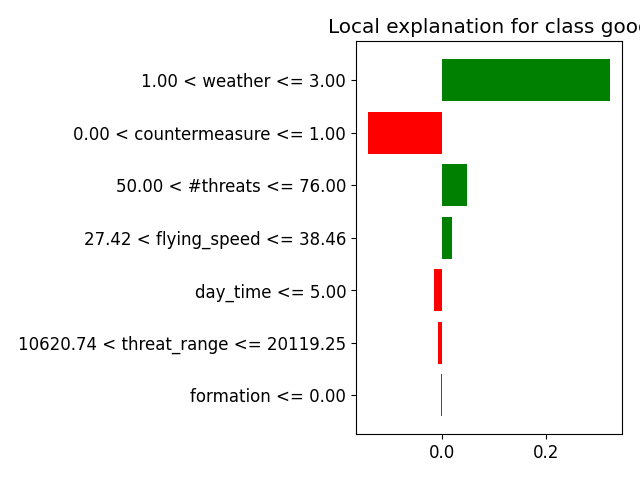 Local explanation for class goo
1.00 < weather <= 3.00
0.00 < countermeasure <= 1.00
50.00 < #threats <= 76.00
27.42 < flying_speed <= 38.46
day_time <= 5.00
10620.74 < threat_range <= 20119.25
formation <= 0.00
0.0 0.2